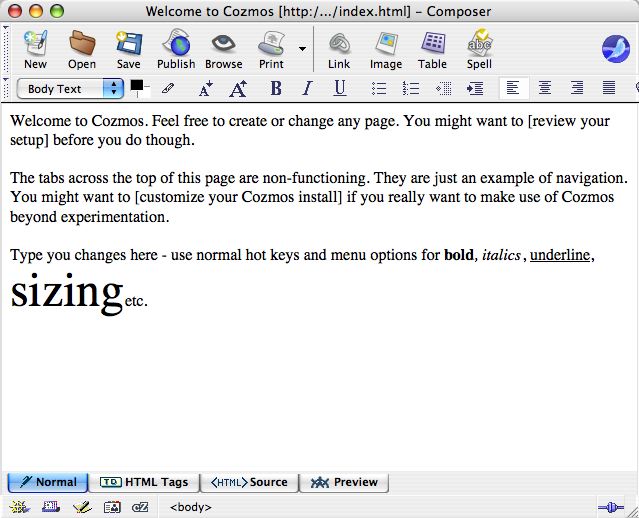 Welcome to Cozmos [http:/.../index.html] – Composer
New Open Save Publish Browse Print Link Image Table Spell
Body Text A A B I U
Welcome to Cozmos. Feel free to create or change any page. You might want to [review your
setup] before you do though.
The tabs across the top of this page are non-functioning. They are just an example of navigation.
You might want to [customize your Cozmos install] if you really want to make use of Cozmos
beyond experimentation.
Type you changes here - use normal hot keys and menu options for bold, italics, underline,
sizing etc.
Normal TD HTML Tags <HTML> Source Preview
cZ <body>